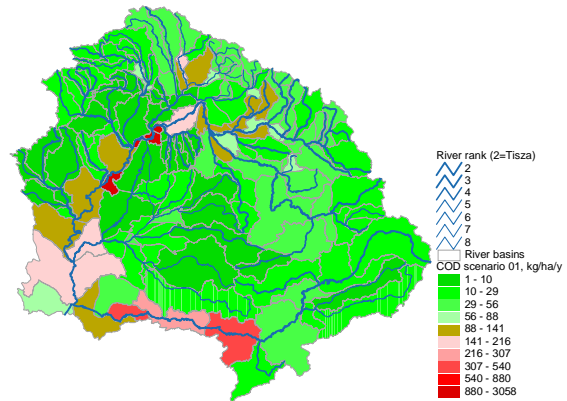 River rank (2=Tisza)
2
3
4
5
6
7
8
River basins
COD scenario 01, kg/ha/y
1 - 10
10 - 29
29 - 56
56 - 88
88 - 141
141 - 216
216 - 307
307 - 540
540 - 880
880 - 3058